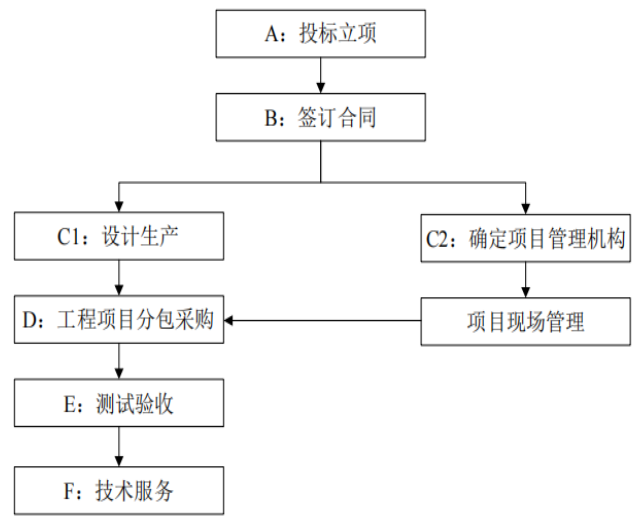 A：投标立项
B：签订合同
C1：设计生产
C2：确定项目管理机构
D：工程项目分包采购
项目现场管理
E：测试验收
F：技术服务